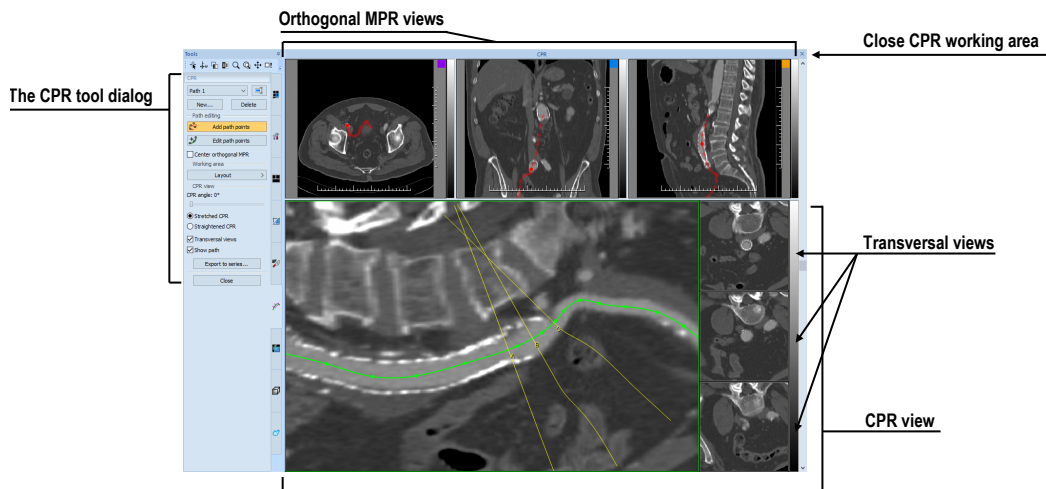 Orthogonal MPR views
Close CPR working area
The CPR tool dialog
Tools
CPR
CPR
Path 1
New...
Delete
Path editing
Add path points
Edit path points
Center orthogonal MPR
Working area
Layout
CPR view
CPR angle: 0°
Stretched CPR
Straightened CPR
Transversal views
Show path
Export to series...
Close
A
B
Transversal views
CPR view